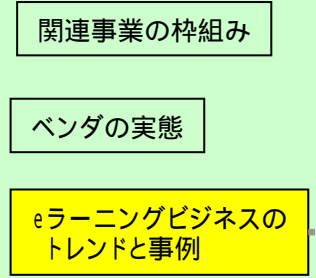 関連事業の枠組み
ベンダの実態
eラーニングビジネスの
トレンドと事例